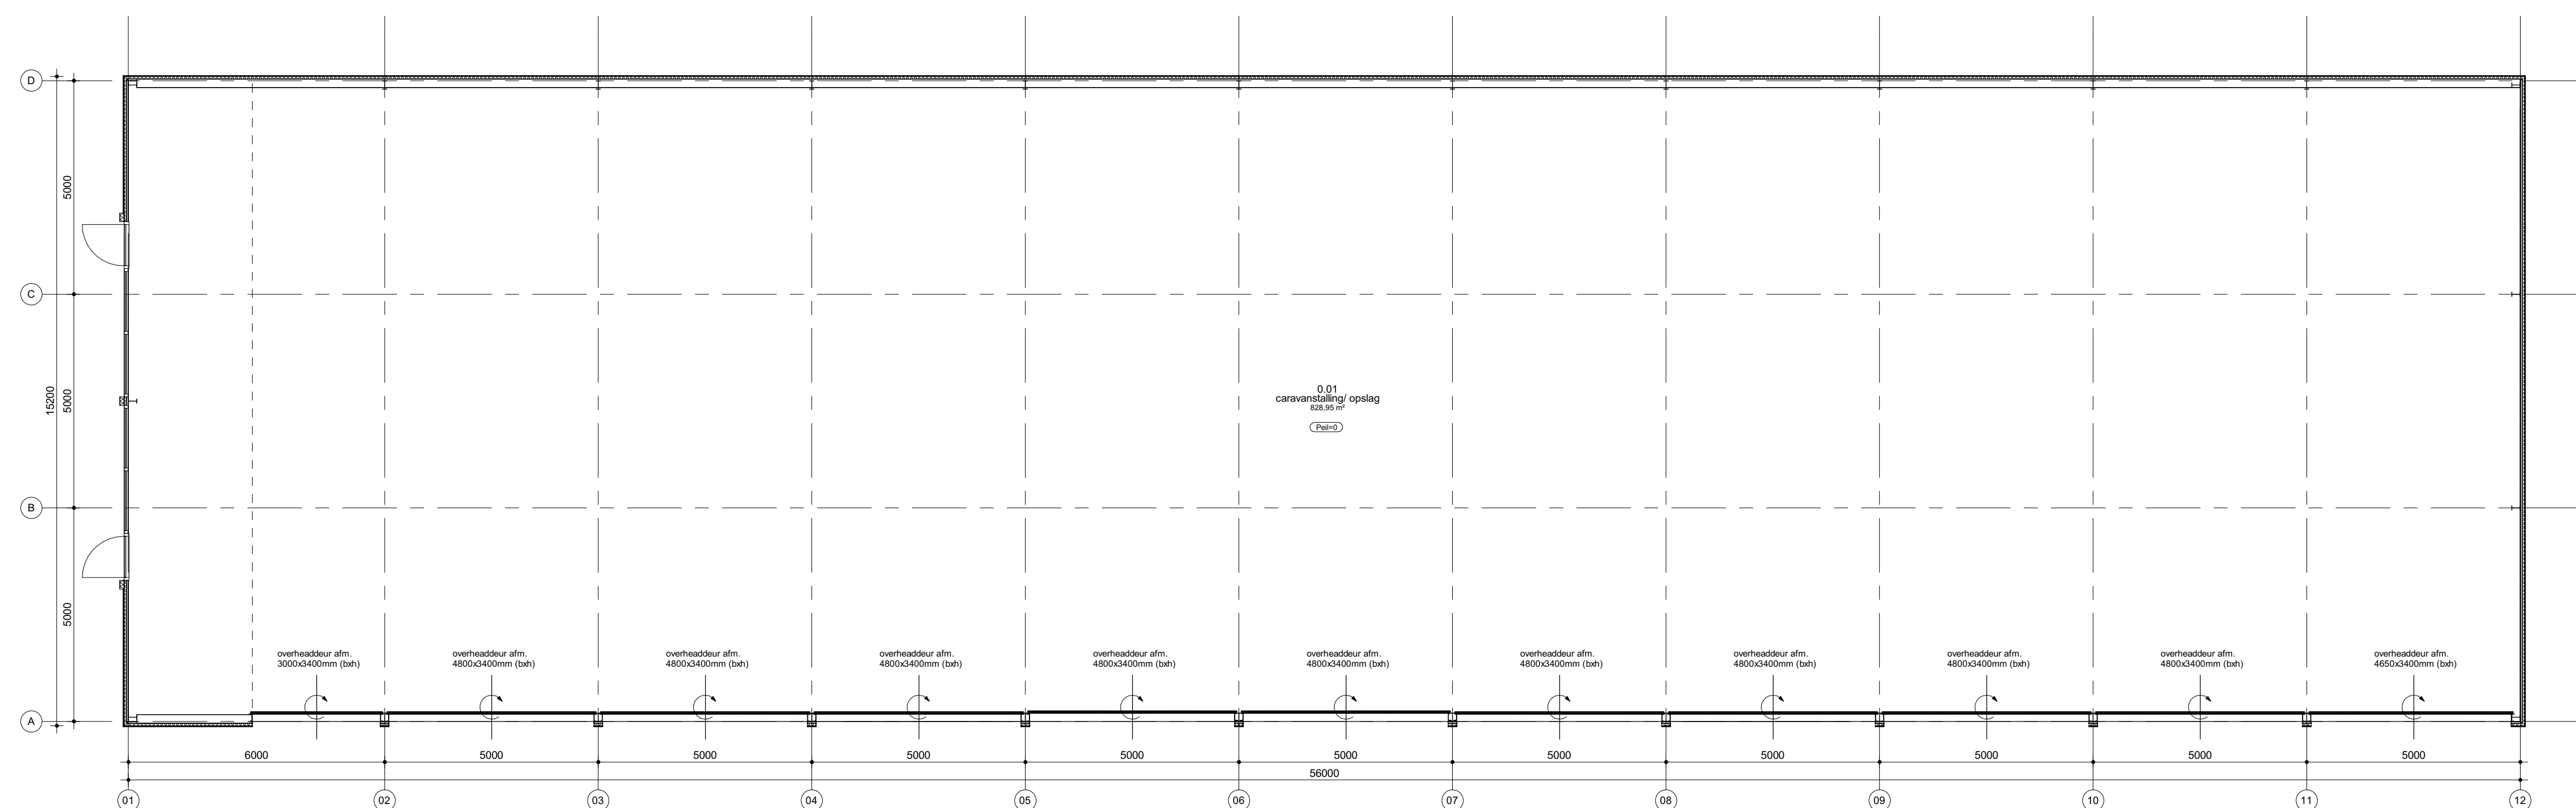 D
5000
C
15200
5000
0.01
caravanstalling/ opslag
828,95 m²
Peil=0
B
5000
overheaddeur afm.
3000x3400mm (bxh)
overheaddeur afm.
4800x3400mm (bxh)
overheaddeur afm.
4800x3400mm (bxh)
overheaddeur afm.
4800x3400mm (bxh)
overheaddeur afm.
4800x3400mm (bxh)
overheaddeur afm.
4800x3400mm (bxh)
overheaddeur afm.
4800x3400mm (bxh)
overheaddeur afm.
4800x3400mm (bxh)
overheaddeur afm.
4800x3400mm (bxh)
overheaddeur afm.
4800x3400mm (bxh)
overheaddeur afm.
4650x3400mm (bxh)
A
6000 5000 5000 5000 5000 5000 5000 5000 5000 5000 5000
56000
01 02 03 04 05 06 07 08 09 10 11 12